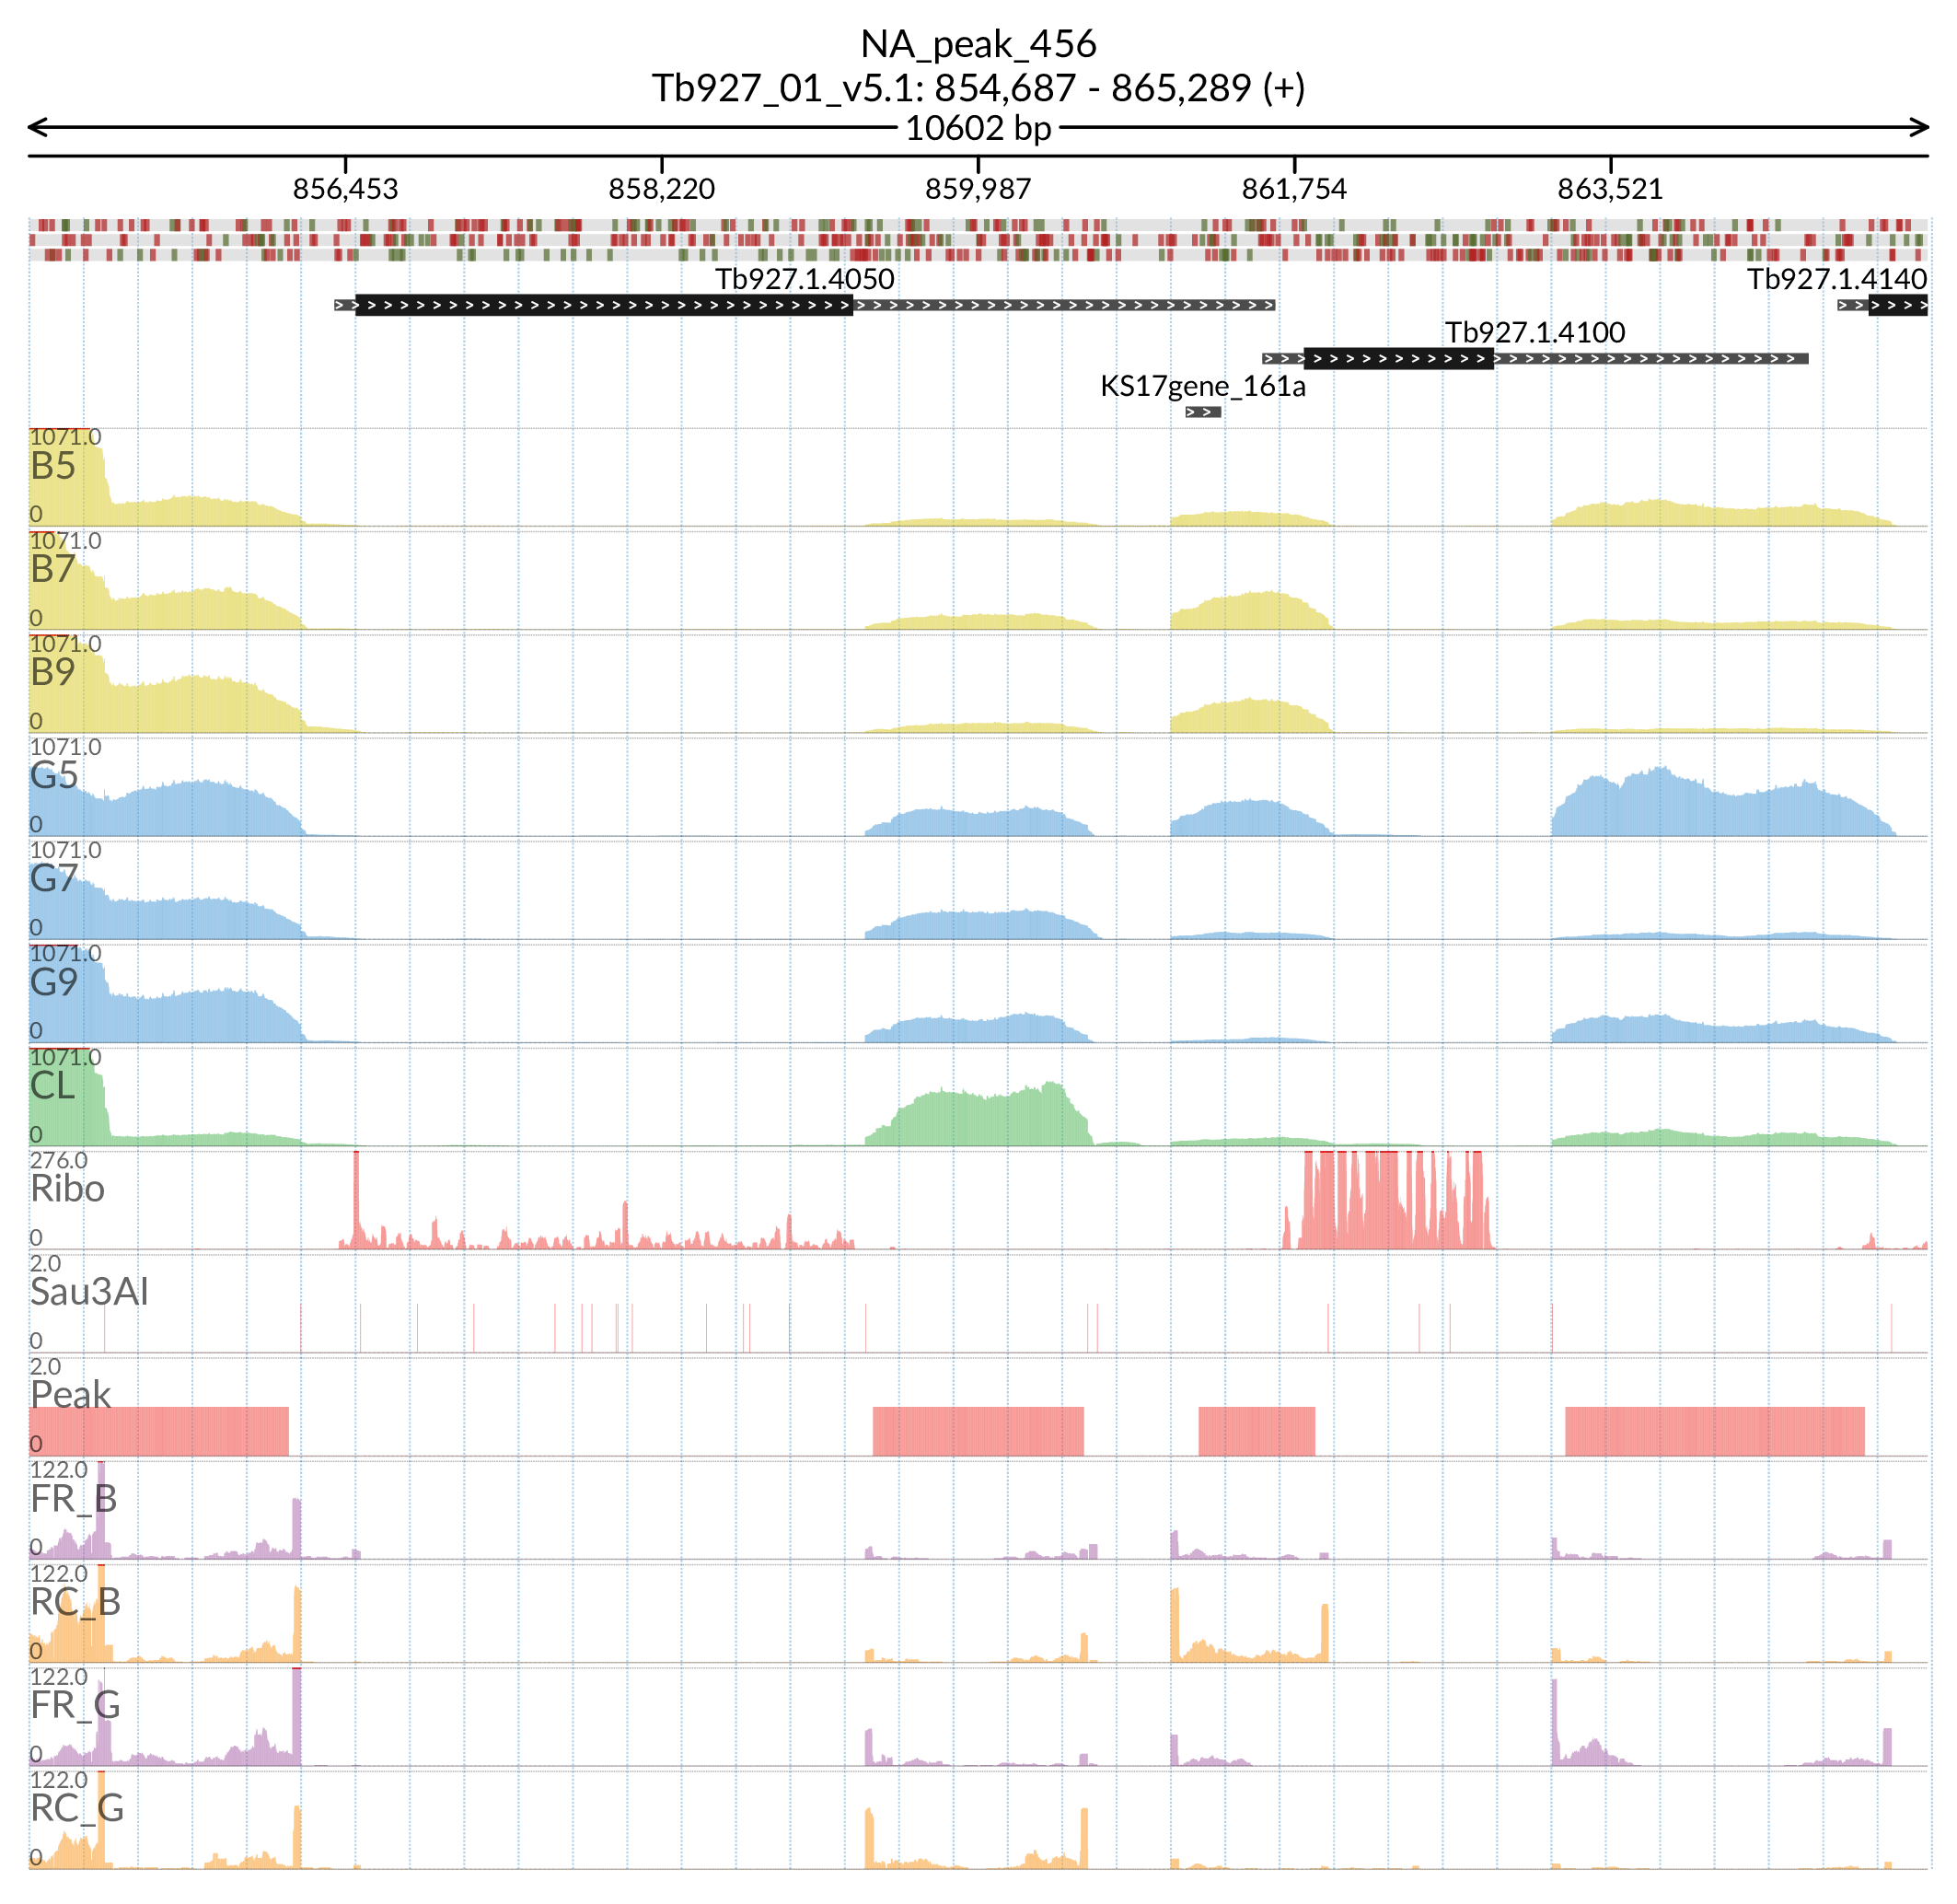 NA_peak_456
Tb927_01_v5.1: 854,687 - 865,289 (+)
10602 bp
856,453 858,220 859,987 861,754 863,521
Tb927.1.4050 Tb927.1.4140
Tb927.1.4100
KS17gene_161a
1071.0
B5
0
1071.0
B7
0
1071.0
B9
0
1071.0
G5
0
1071.0
G7
0
1071.0
G9
0
1071.0
CL
0
276.0
Ribo
0
2.0
Sau3AI
0
2.0
Peak
0
122.0
FR_B
0
122.0
RC_B
0
122.0
FR_G
0
122.0
RC_G
0